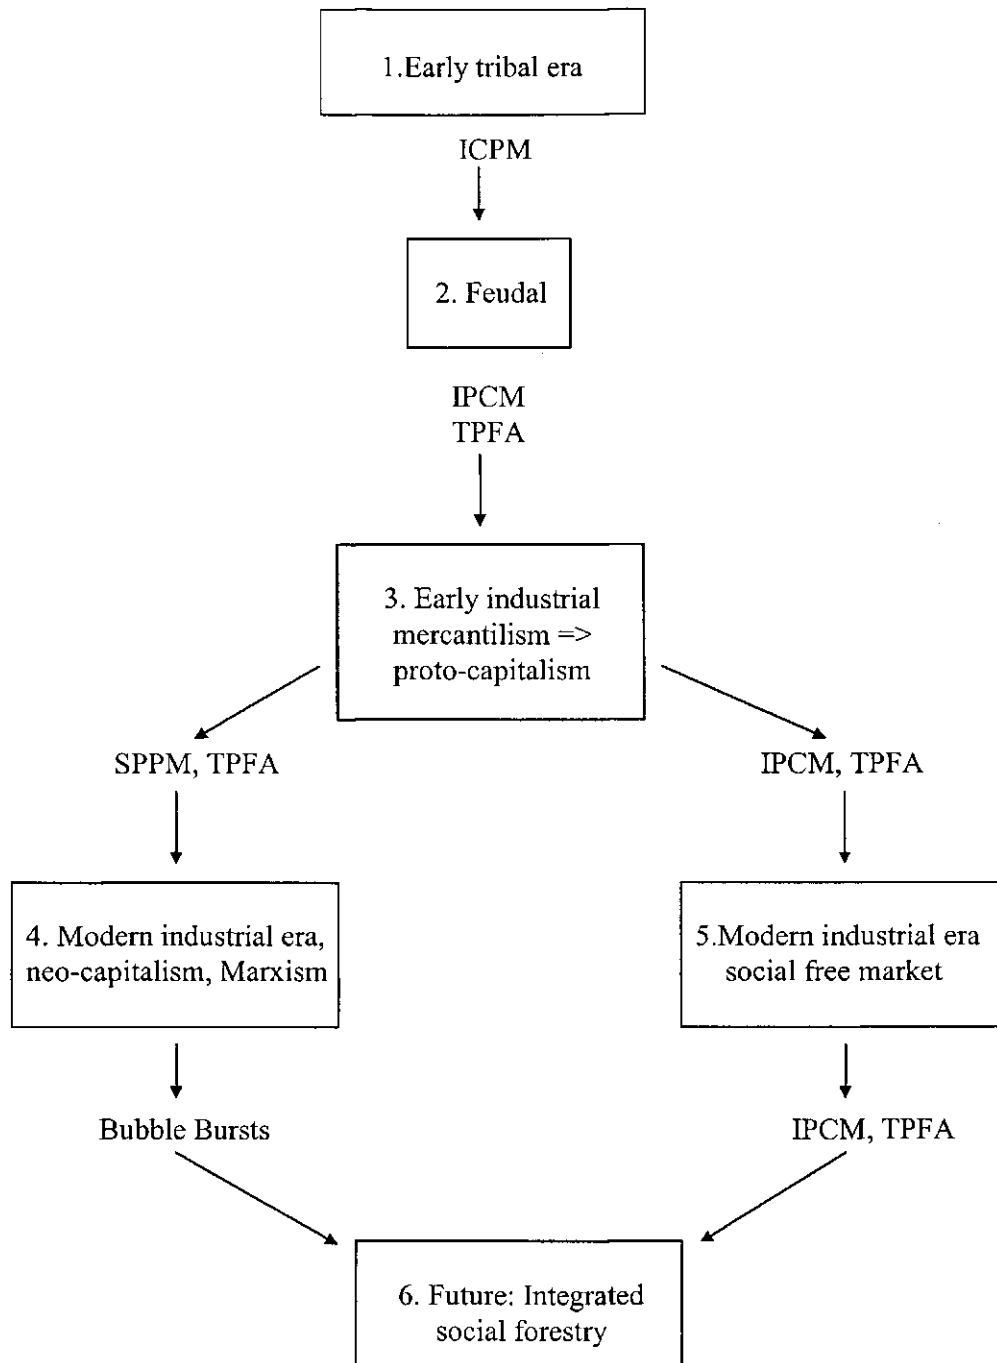 1.Early tribal era
ICPM
2. Feudal
IPCM
TPFA
3. Early industrial
mercantilism =>
proto-capitalism
SPPM, TPFA
IPCM, TPFA
4. Modern industrial era,
neo-capitalism, Marxism
5.Modern industrial era
social free market
Bubble Bursts
IPCM, TPFA
6. Future: Integrated
social forestry